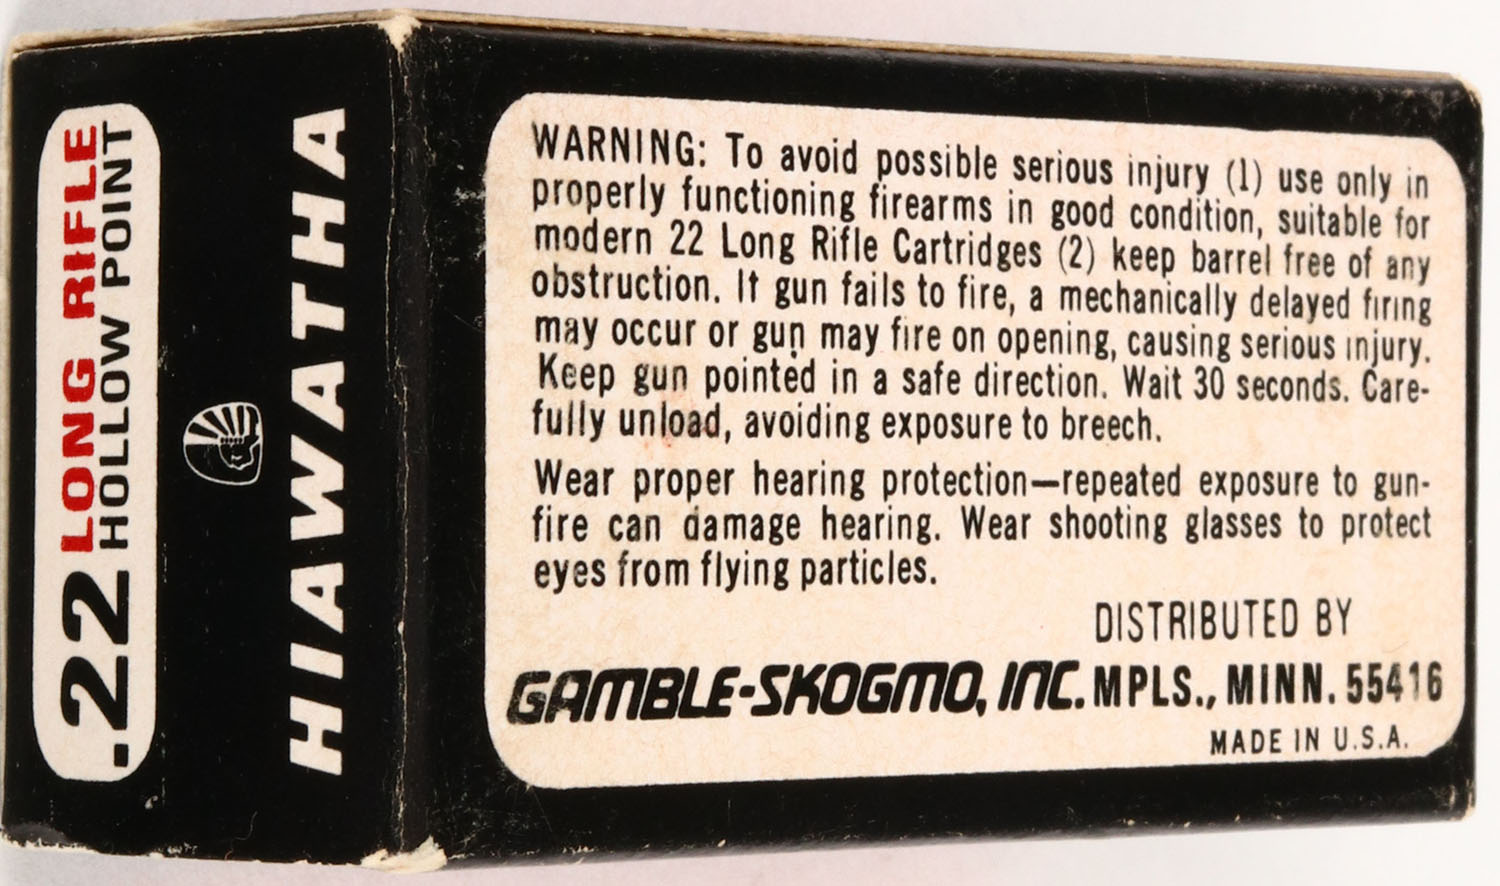 .22 LONG RIFLE
HOLLOW POINT
HIAWATHA
WARNING: To avoid possible serious injury (1) use only in
properly functioning firearms in good condition, suitable for
modern 22 Long Rifle Cartridges (2) keep barrel free of any
obstruction. If gun fails to fire, a mechanically delayed firing
may occur or gun may fire on opening, causing serious injury.
Keep gun pointed in a safe direction. Wait 30 seconds. Care-
fully unload, avoiding exposure to breech.
Wear proper hearing protection—repeated exposure to gun-
fire can damage hearing. Wear shooting glasses to protect
eyes from flying particles.
DISTRIBUTED BY
GAMBLE-SKOGMO, INC. MPLS., MINN. 55416
MADE IN U.S.A.